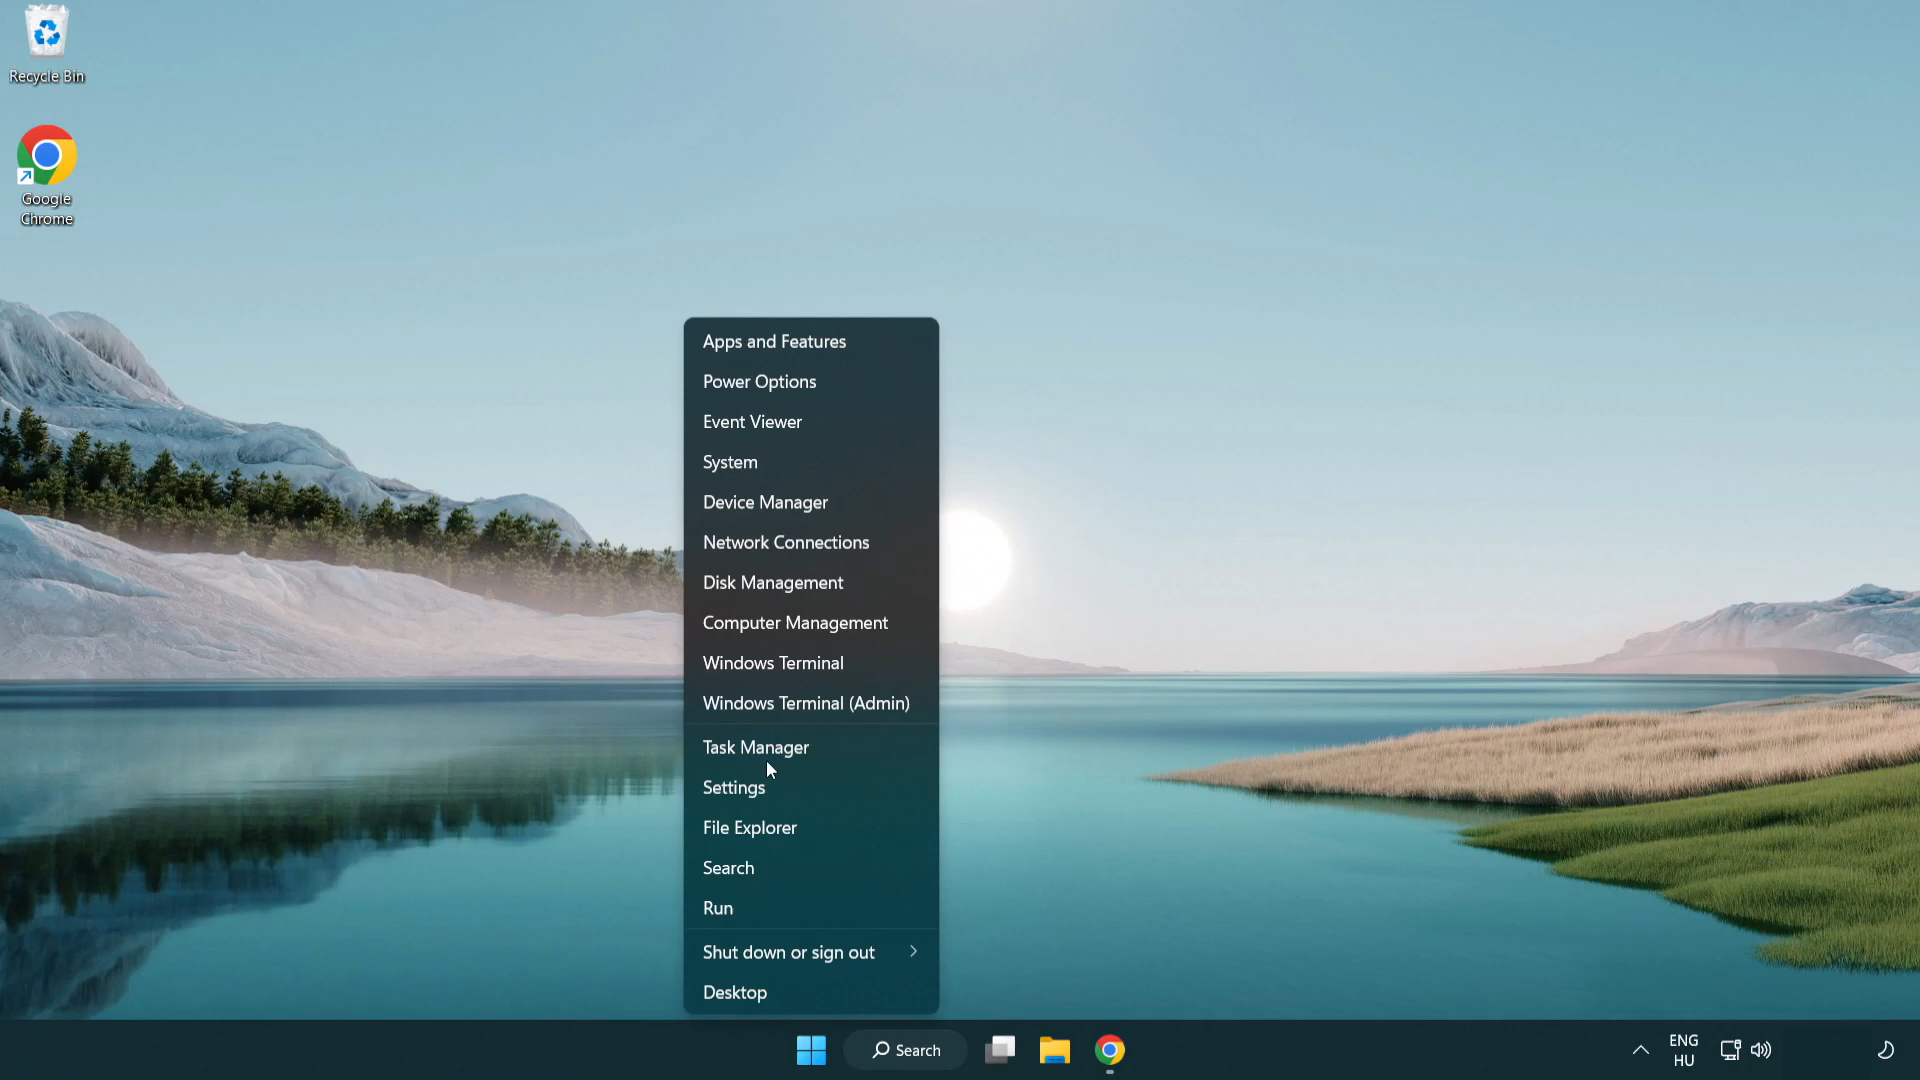 Recycle Bin
Google
Chrome
Apps and Features
Power Options
Event Viewer
System
Device Manager
Network Connections
Disk Management
Computer Management
Windows Terminal
Windows Terminal (Admin)
Task Manager
Settings
File Explorer
Search
Run
Shut down or sign out
Desktop
Search
ENG
HU